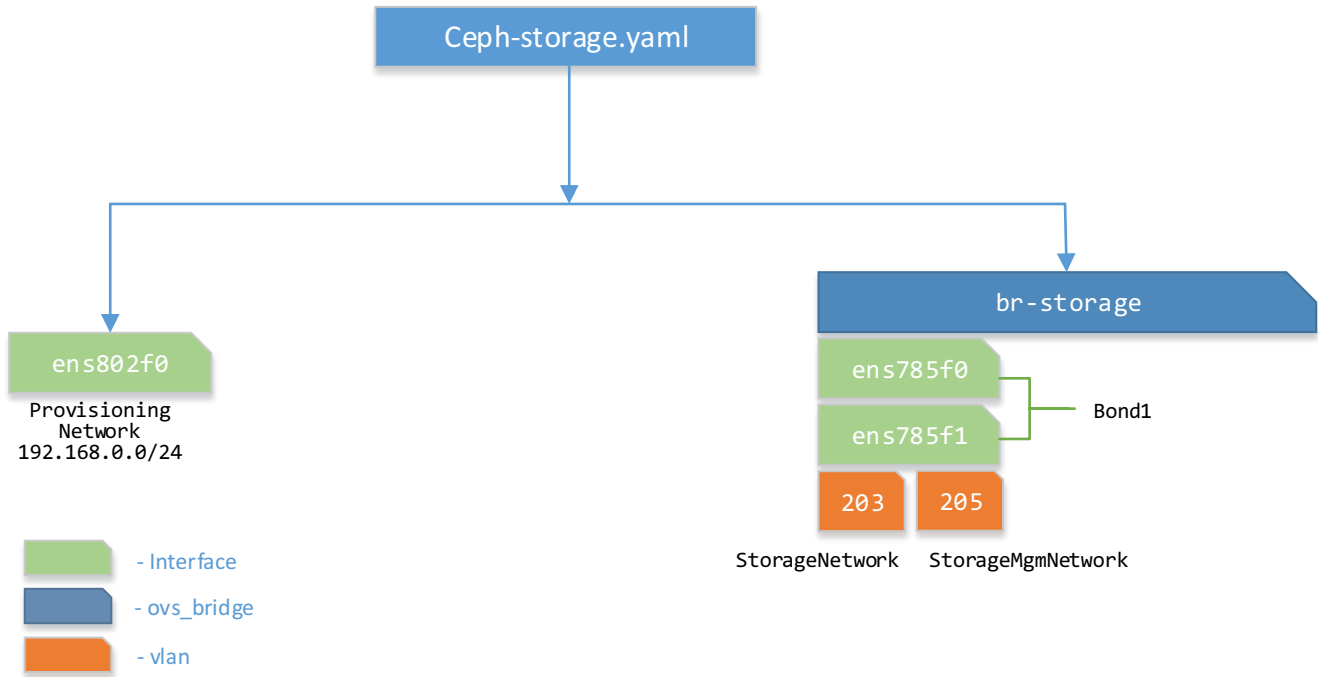 Ceph-storage.yaml
br-storage
ens802f0
ens785f0
Provisioning
Network
192.168.0.0/24
Bond1
ens785f1
203
205
StorageNetwork
StorageMgmNetwork
- Interface
- ovs_bridge
- vlan